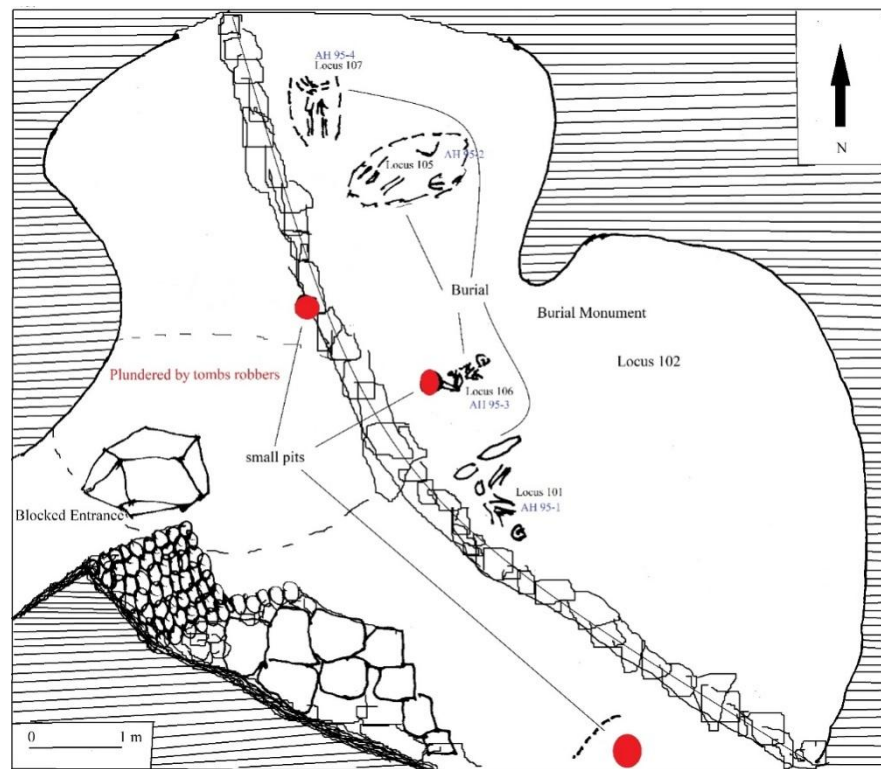 AH 95-4
Locus 107
N
Locus 105
AH 95-2
Burial
Burial Monument
Locus 102
Plundered by tombs robbers
Locus 106
AH 95-3
small pits
Locus 101
AH 95-1
Blocked Entrance
0 1 m